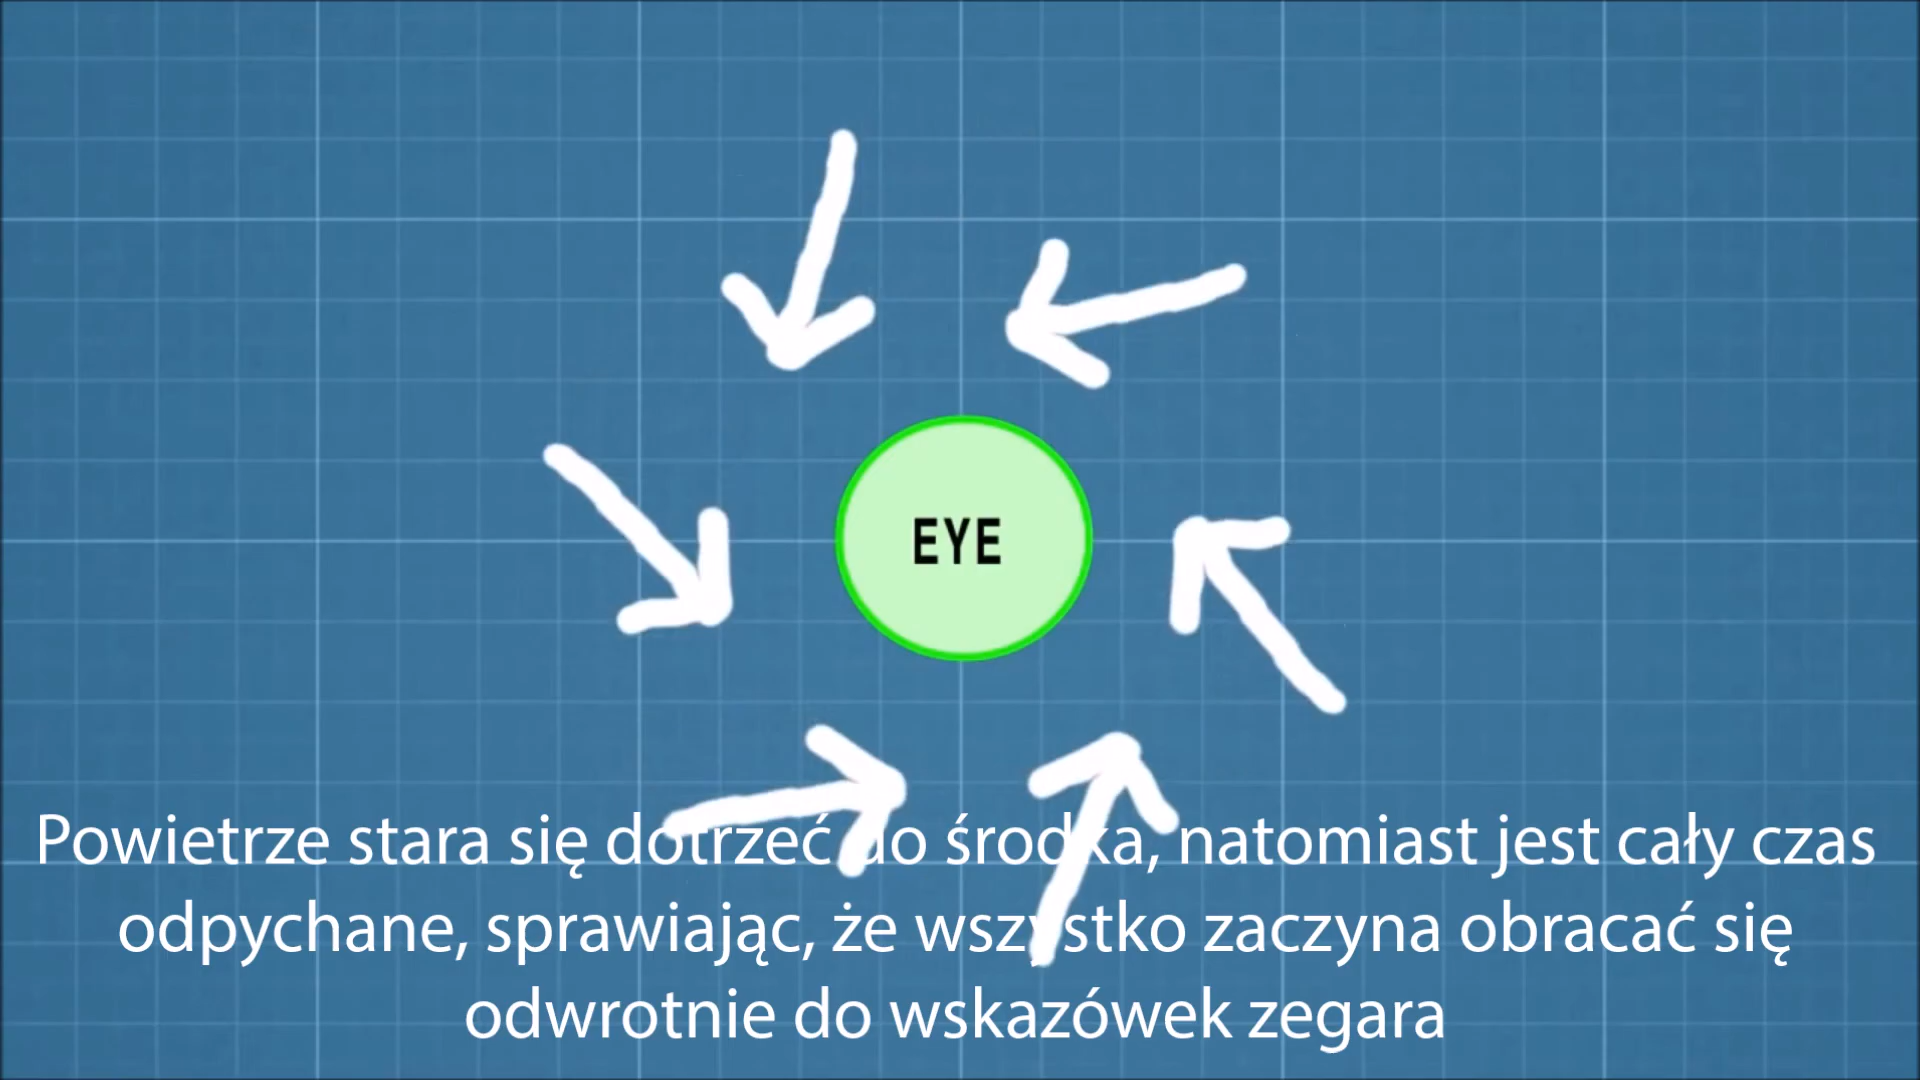 EYE
Powietrze stara się dotrzeć do środka, natomiast jest cały czas
odpychane, sprawiając, że wszystko zaczyna obracać się
odwrotnie do wskazówek zegara